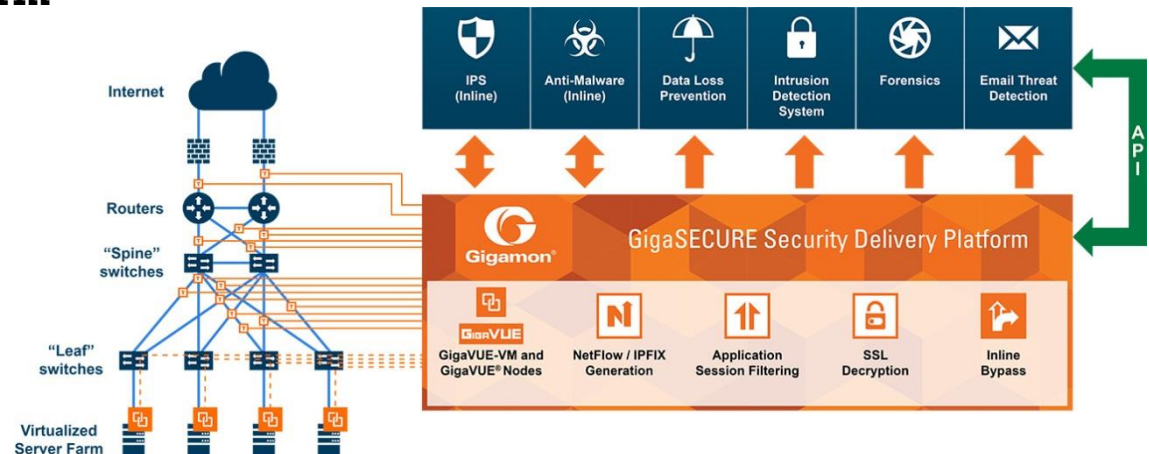 Internet
Routers
“Spine”
switches
“Leaf”
switches
Virtualized
Server Farm
IPS
(Inline)
Anti-Malware
(Inline)
Data Loss
Prevention
Intrusion
Detection
System
Forensics
Email Threat
Detection
API
Gigamon®
GigaSECURE Security Delivery Platform
GigaVUE
GigaVUE-VM and
GigaVUE® Nodes
NetFlow / IPFIX
Generation
Application
Session Filtering
SSL
Decryption
Inline
Bypass